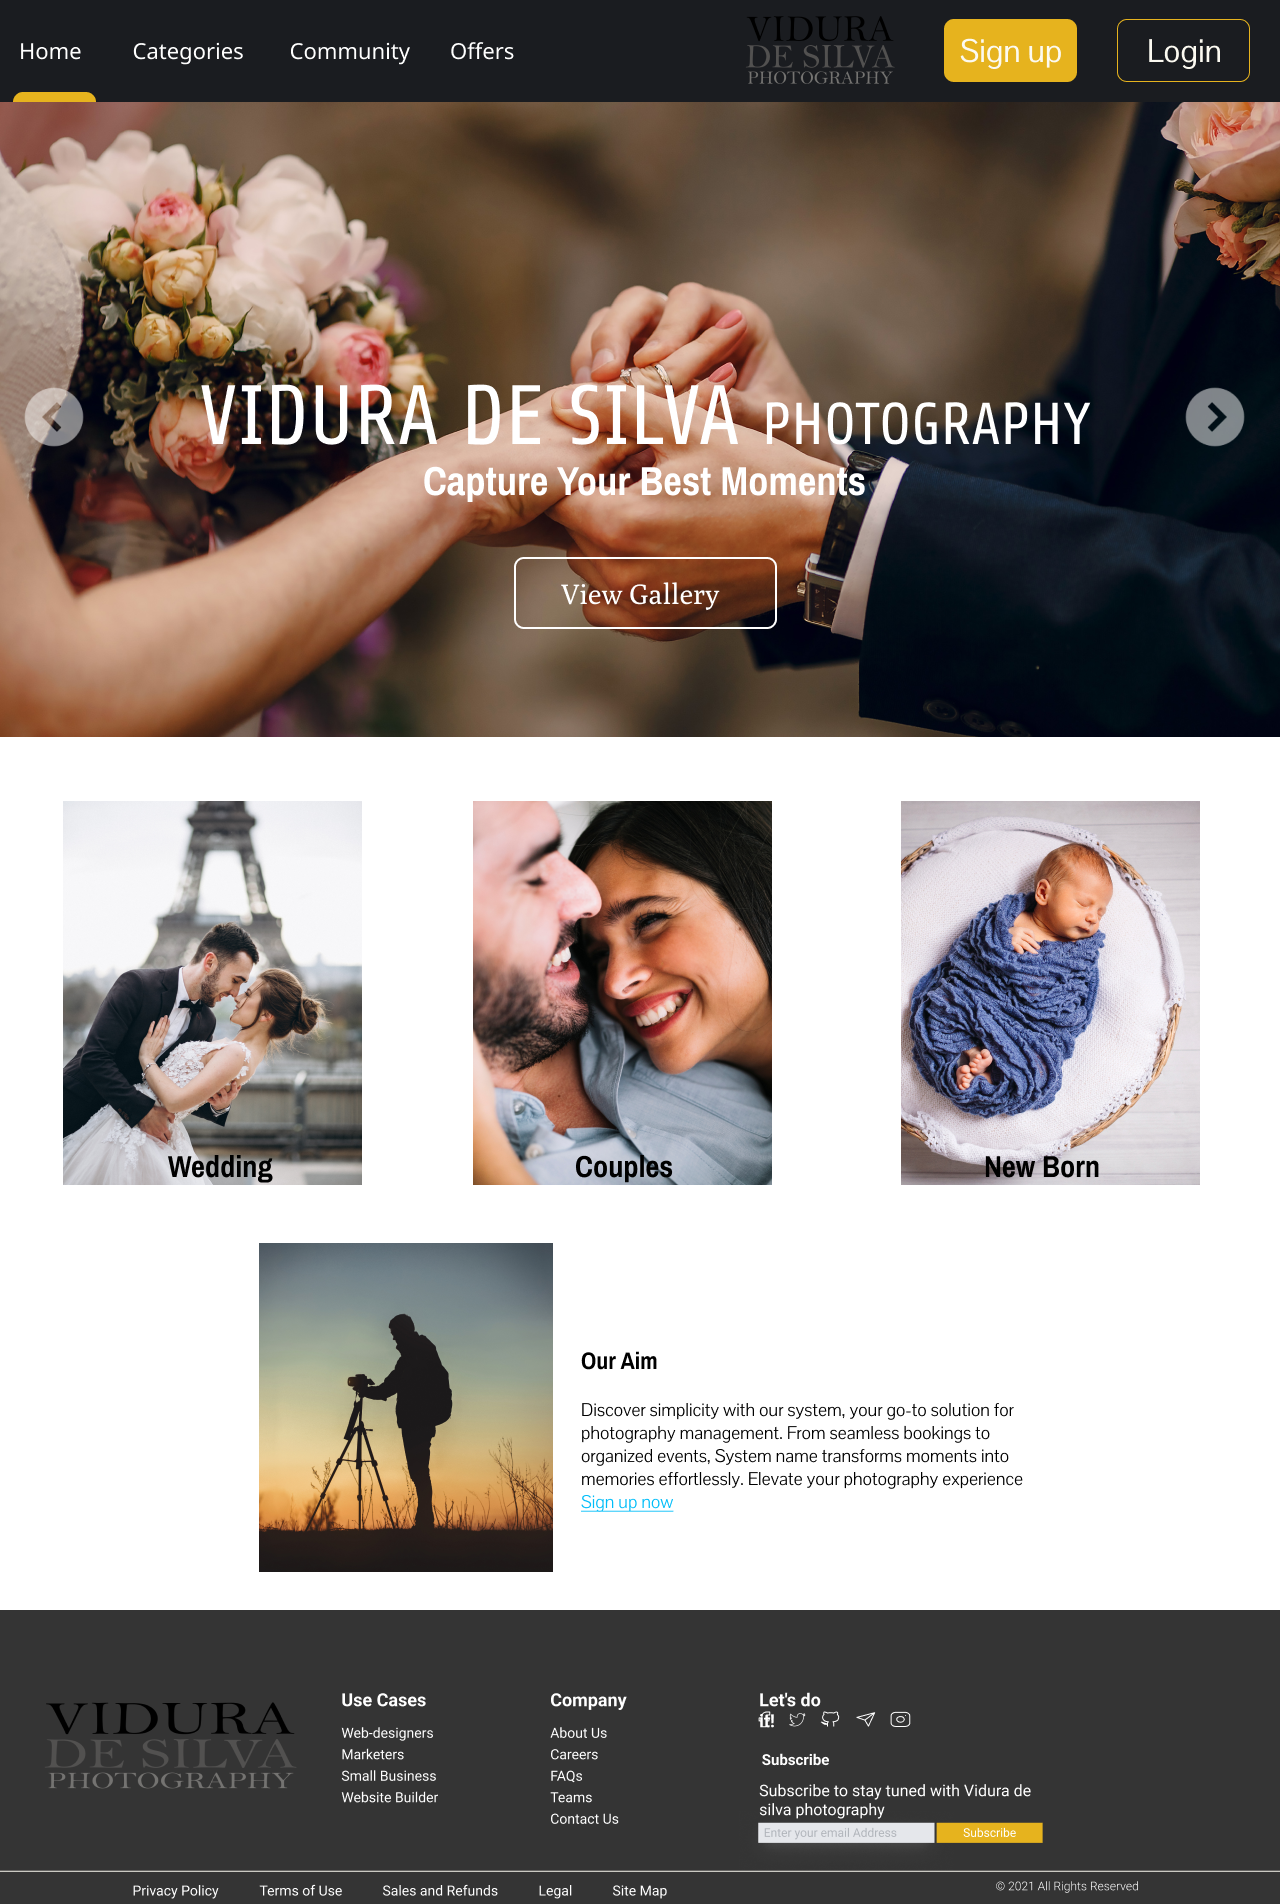 Home Categories Community Offers
VIDURA
DE SILVA
PHOTOGRAPHY
Sign up Login
VIDURA DE SILVA PHOTOGRAPHY
Capture Your Best Moments
View Gallery
Wedding Couples New Born
Our Aim
Discover simplicity with our system, your go-to solution for
photography management. From seamless bookings to
organized events, System name transforms moments into
memories effortlessly. Elevate your photography experience
Sign up now
VIDURA
DE SILVA
PHOTOGRAPHY
Use Cases
Web-designers
Marketers
Small Business
Website Builder
Company
About Us
Careers
FAQs
Teams
Contact Us
Let's do
it!
Subscribe
Subscribe to stay tuned with Vidura de
silva photography
Enter your email Address Subscribe
Privacy Policy Terms of Use Sales and Refunds Legal Site Map © 2021 All Rights Reserved